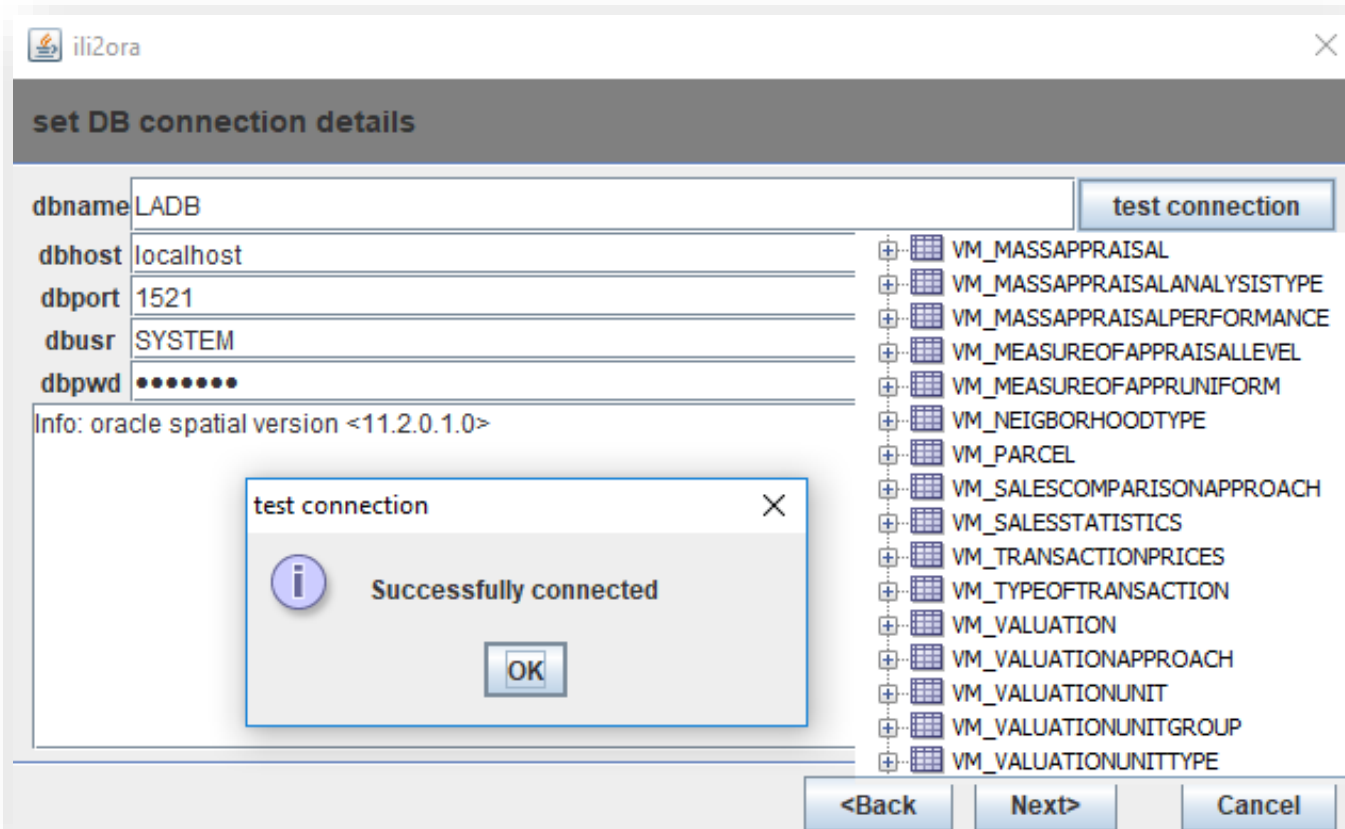 ili2ora
set DB connection details
dbname LADB test connection
dbhost localhost
dbport 1521
dbusr SYSTEM
dbpwd •••••••
Info: oracle spatial version <11.2.0.1.0>
test connection
Successfully connected
OK
VM_MASSAPPRAISAL
VM_MASSAPPRAISALANALYSISTYPE
VM_MASSAPPRAISALPERFORMANCE
VM_MEASUREOFAPPRAISALLEVEL
VM_MEASUREOFAPPRUNIFORM
VM_NEIGBORHOODTYPE
VM_PARCEL
VM_SALESCOMPARISONAPPROACH
VM_SALESSTATISTICS
VM_TRANSACTIONPRICES
VM_TYPEOFTRANSACTION
VM_VALUATION
VM_VALUATIONAPPROACH
VM_VALUATIONUNIT
VM_VALUATIONUNITGROUP
VM_VALUATIONUNITTYPE
<Back Next> Cancel